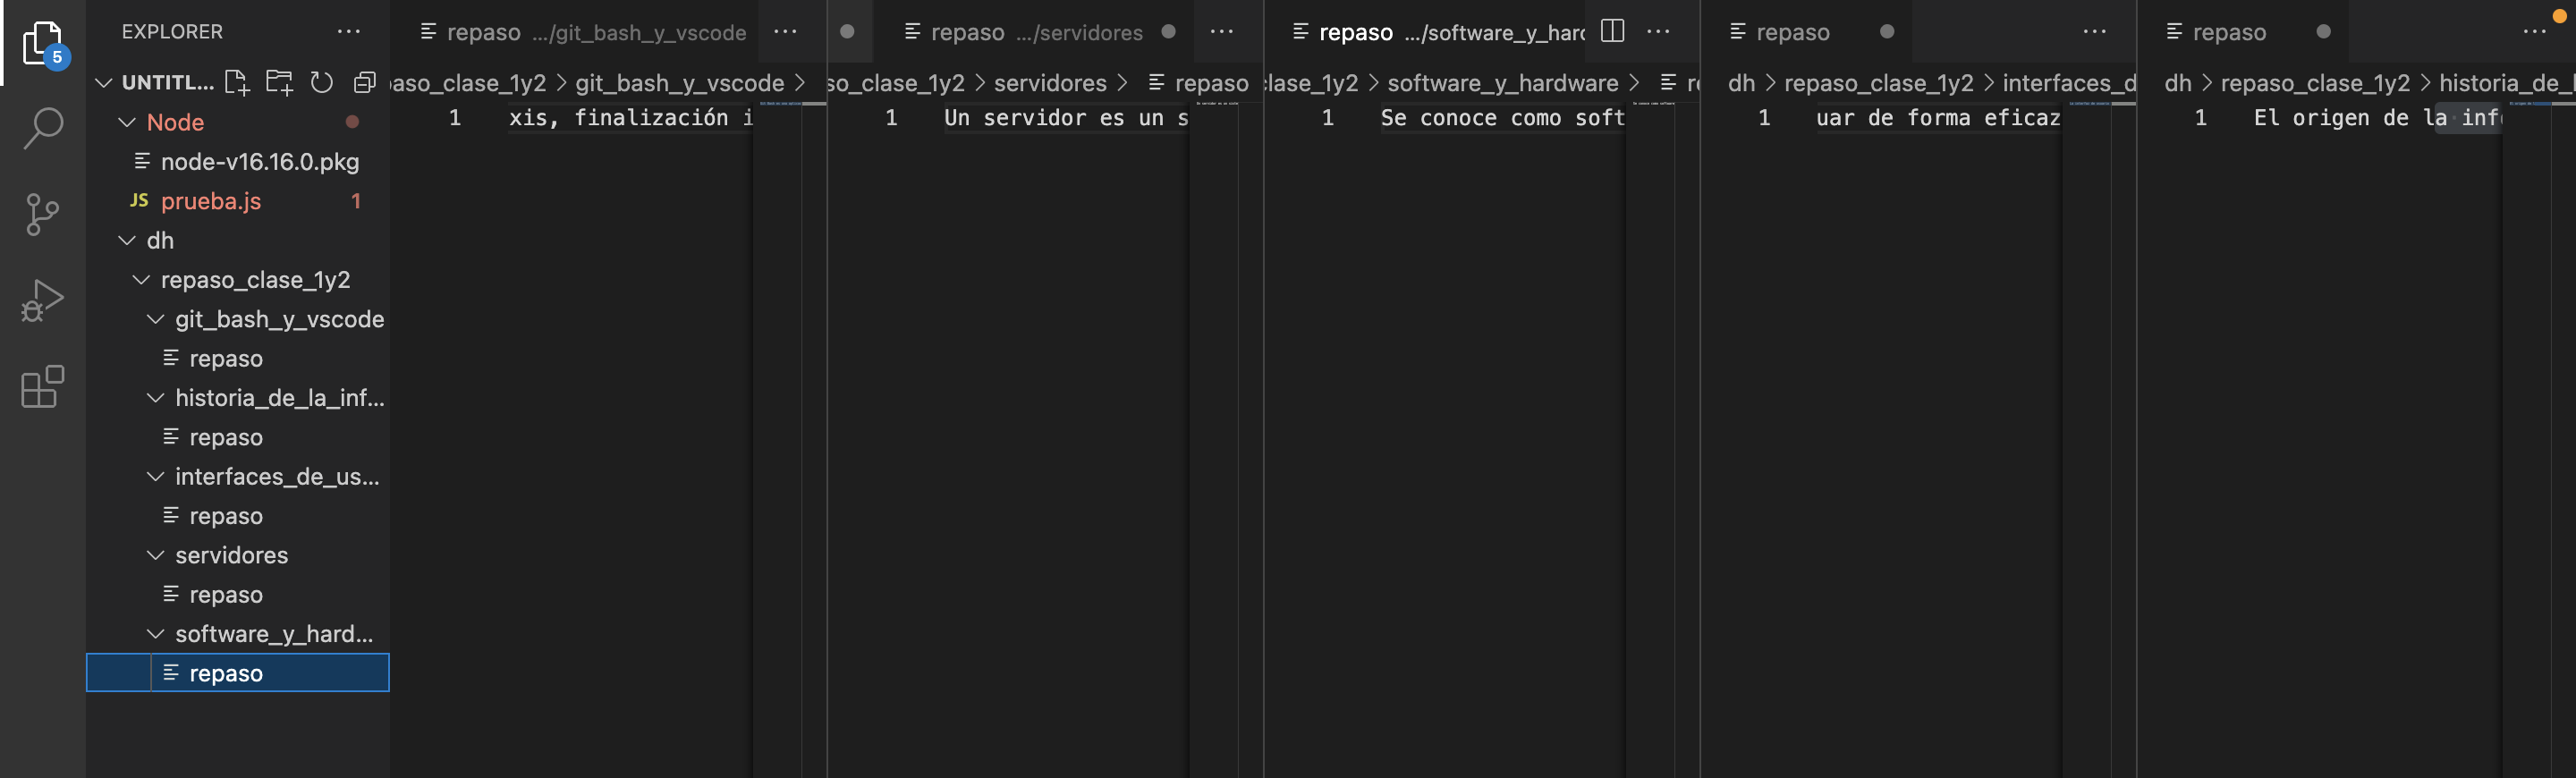 EXPLORER
UNTITL...
Node
node-v16.16.0.pkg
JS prueba.js 1
dh
repaso_clase_1y2
git_bash_y_vscode
repaso
historia_de_la_inf...
repaso
interfaces_de_us...
repaso
servidores
repaso
software_y_hard...
repaso
5
repaso .../git_bash_y_vscode
paso_clase_1y2 > git_bash_y_vscode >
1 xis, finalización i
repaso .../servidores
so_clase_1y2 > servidores > repaso
1 Un servidor es un s
repaso .../software_y_hard
clase_1y2 > software_y_hardware > r
1 Se conoce como soft
repaso
dh > repaso_clase_1y2 > interfaces_d
1 uar de forma eficaz
repaso
dh > repaso_clase_1y2 > historia_de_l
1 El origen de la inf